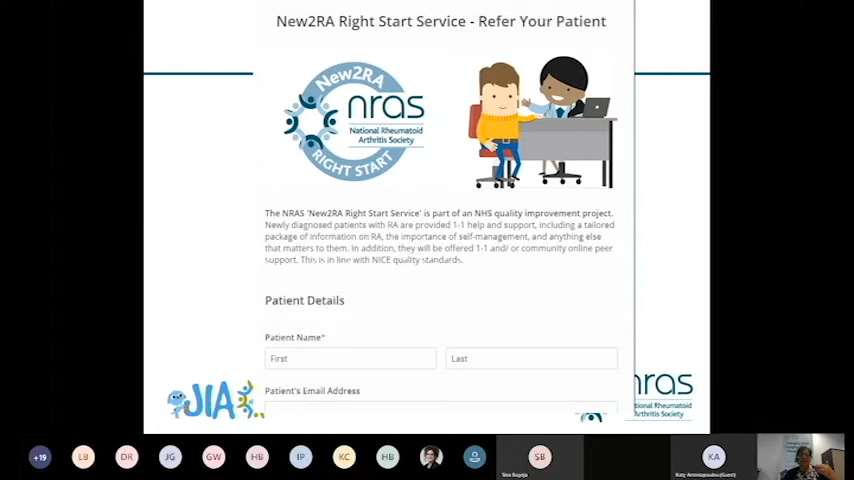 New2RA Right Start Service - Refer Your Patient
New2RA
nras
National Rheumatoid
Arthritis Society
RIGHT START
The NRAS 'New2RA Right Start Service' is part of an NHS quality improvement project.
Newly diagnosed patients with RA are provided 1-1 help and support, including a tailored
package of information on RA, the importance of self-management, and anything else
that matters to them. In addition, they will be offered 1-1 and/ or community online peer
support. This is in line with NICE quality standards.
Patient Details
Patient Name*
First
Last
Patient's Email Address
JIA
nras
tional Rheumatoid
Arthritis Society
+19
LB
DR
JG
GW
HB
IP
KC
HB
SB
KA